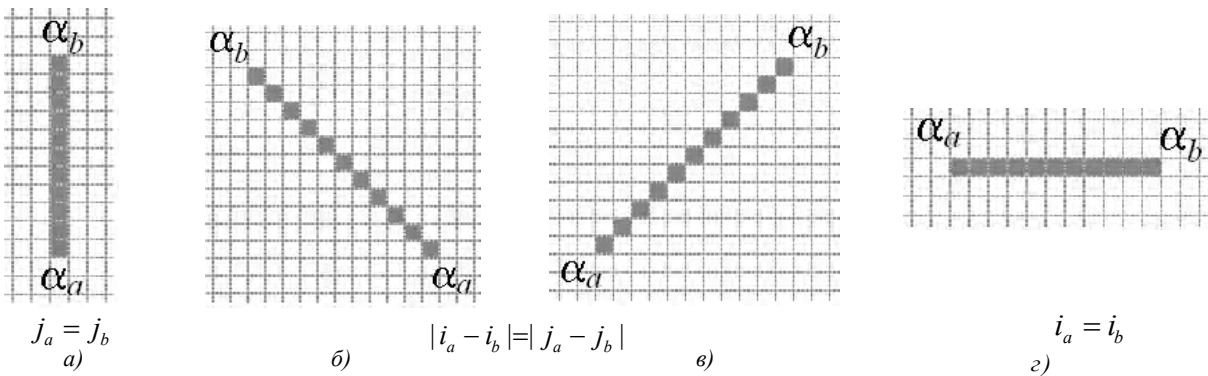 α_b
α_a
j_a = j_b
а)
α_b
α_a
б)
|i_a − i_b|=|j_a − j_b|
α_b
α_a
в)
α_a
α_b
i_a = i_b
г)